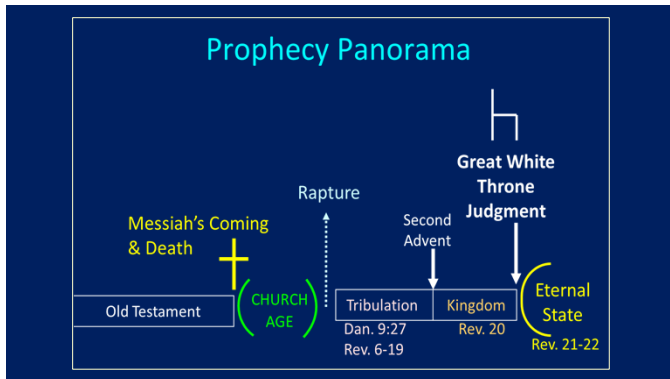 Prophecy Panorama
Great White
Throne
Judgment
Rapture
Second
Advent
Messiah's Coming
& Death
Old Testament
CHURCH
AGE
Tribulation
Kingdom
Eternal
State
Dan. 9:27
Rev. 6-19
Rev. 20
Rev. 21-22